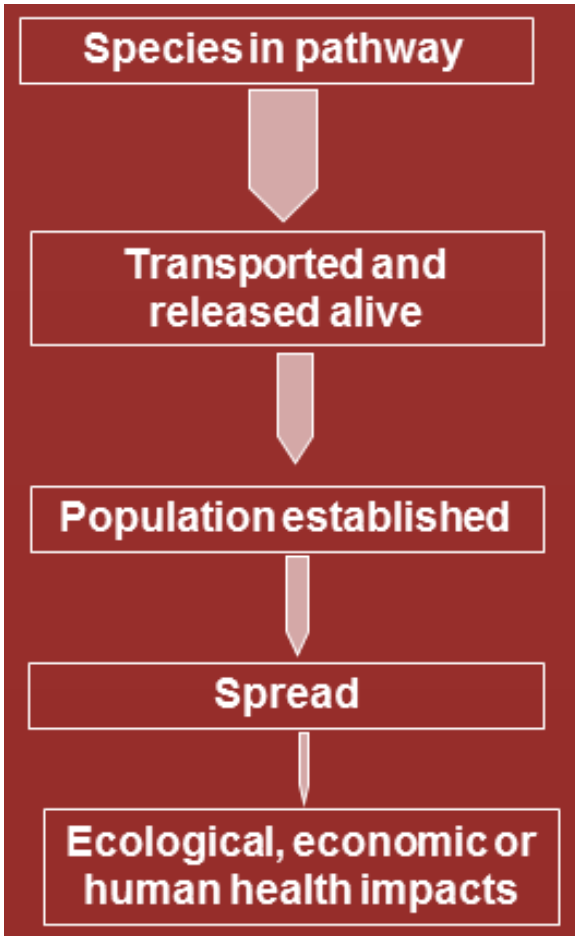 Species in pathway
Transported and
released alive
Population established
Spread
Ecological, economic or
human health impacts